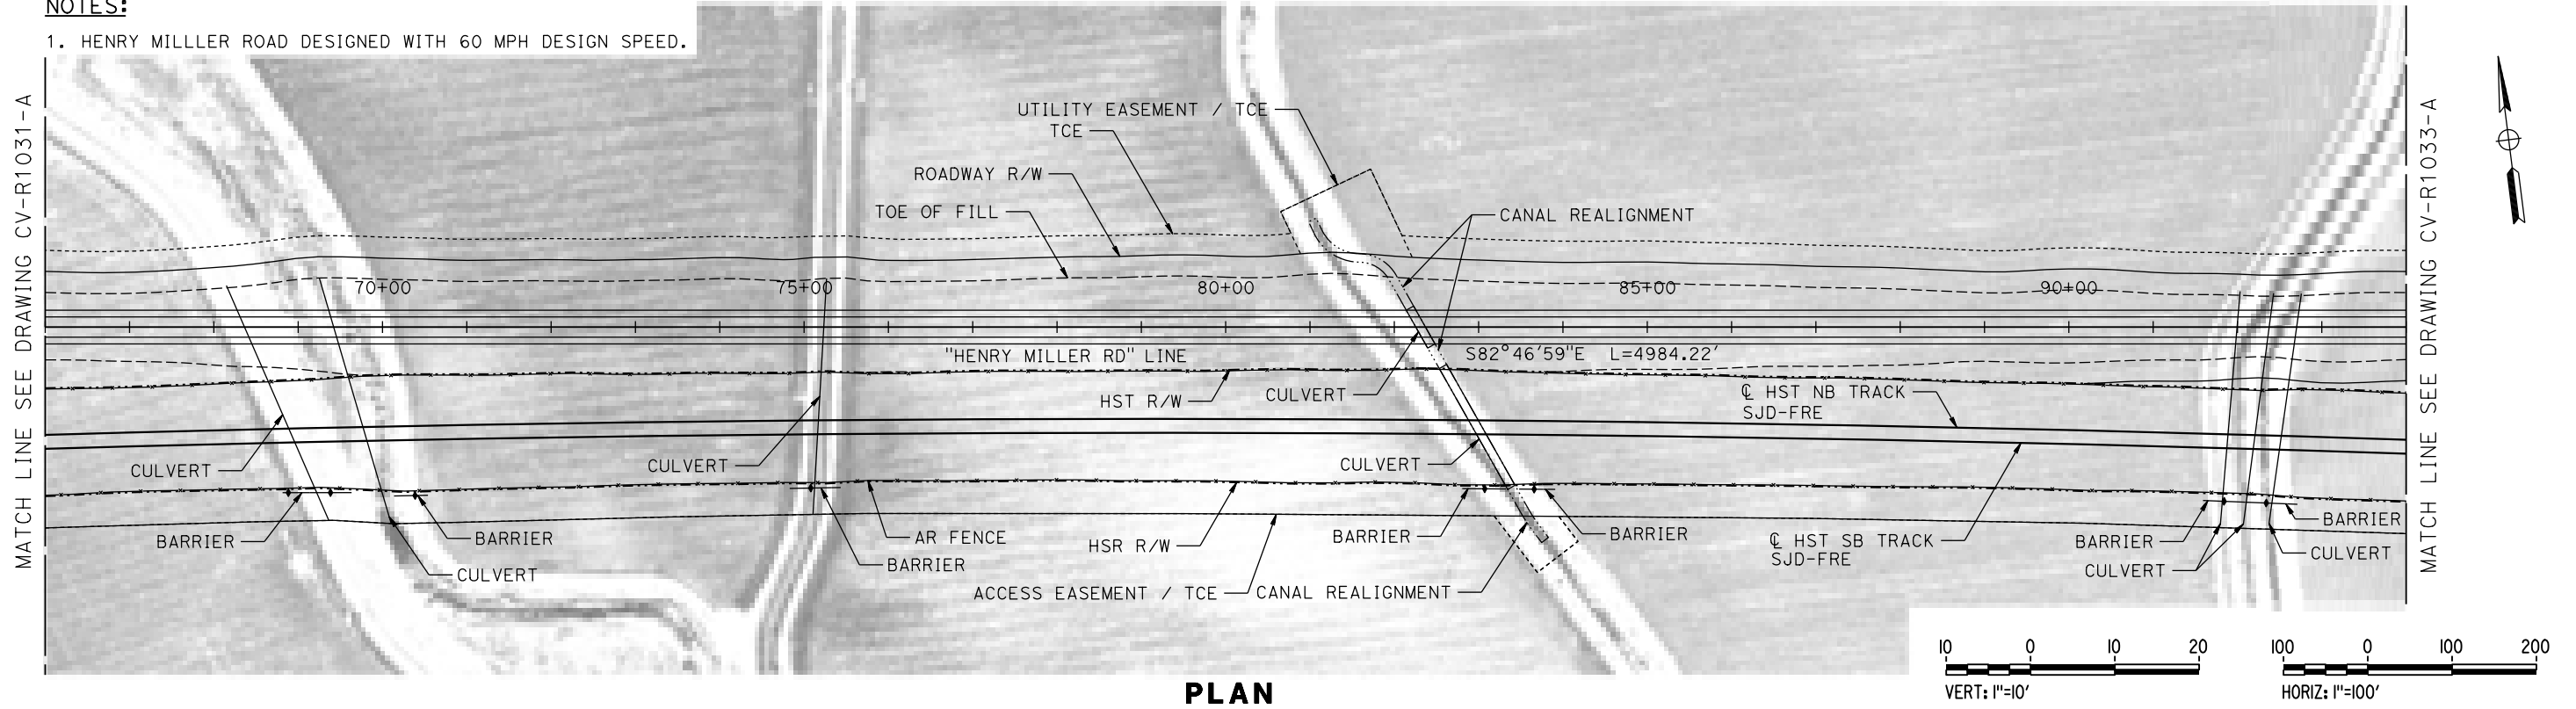 NOTES:
1. HENRY MILLLER ROAD DESIGNED WITH 60 MPH DESIGN SPEED.
MATCH LINE SEE DRAWING CV-R1031-A
MATCH LINE SEE DRAWING CV-R1033-A
UTILITY EASEMENT / TCE
TCE
ROADWAY R/W
TOE OF FILL
CANAL REALIGNMENT
70+00
75+00
80+00
85+00
90+00
"HENRY MILLER RD" LINE
S82°46'59"E L=4984.22'
HST R/W
CULVERT
℄ HST NB TRACK
SJD-FRE
CULVERT
CULVERT
CULVERT
BARRIER
BARRIER
CULVERT
AR FENCE
BARRIER
HSR R/W
ACCESS EASEMENT / TCE
CANAL REALIGNMENT
BARRIER
BARRIER
℄ HST SB TRACK
SJD-FRE
BARRIER
CULVERT
BARRIER
CULVERT
10 0 10 20
VERT: 1"=10'
100 0 100 200
HORIZ: 1"=100'
PLAN